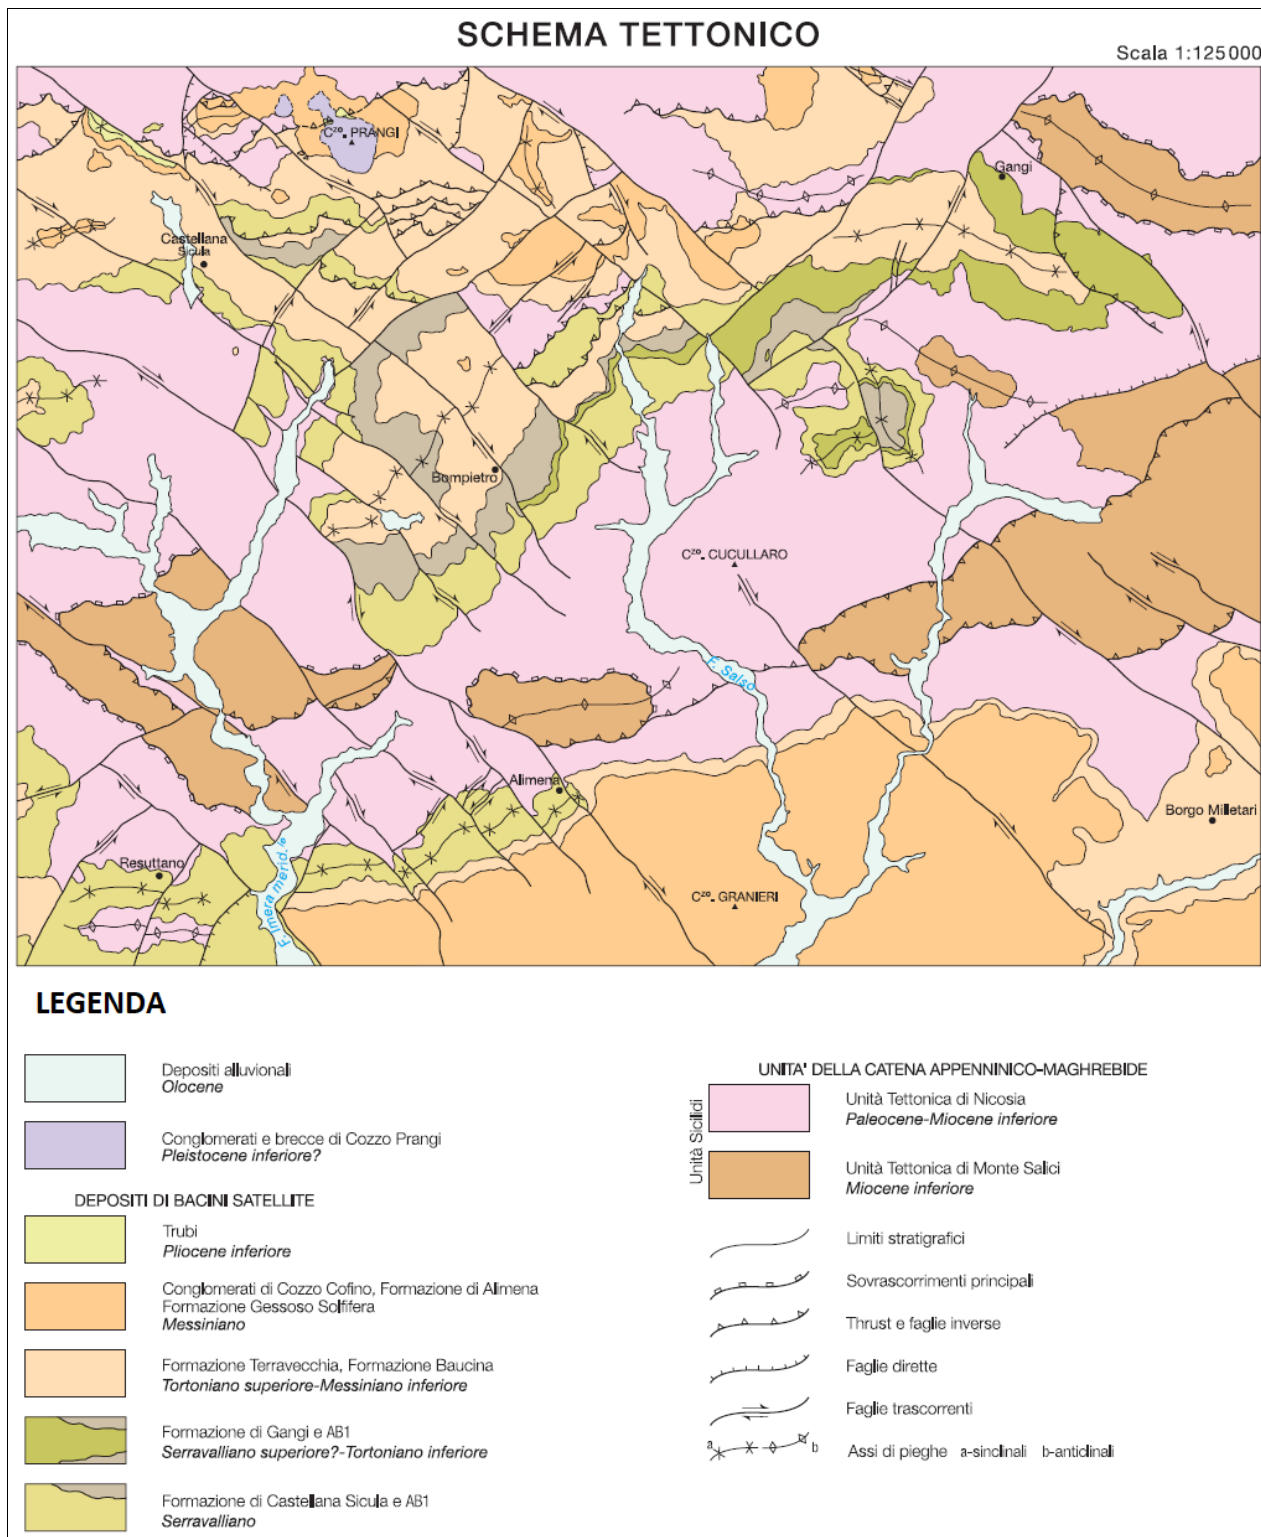 SCHEMA TETTONICO
Scala 1:125000
Czo. PRANGI
Gangi
Castellana
Sicula
Bompietro
Czo. CUCULLARO
F. Salso
Alimena
Borgo Milletari
Resuttano
Czo. GRANIERI
F. Imera merid.le
LEGENDA
Depositi alluvionali
Olocene
Conglomerati e brecce di Cozzo Prangi
Pleistocene inferiore?
DEPOSITI DI BACINI SATELLITE
Trubi
Pliocene inferiore
Conglomerati di Cozzo Cofino, Formazione di Alimena
Formazione Gessoso Solfifera
Messiniano
Formazione Terravecchia, Formazione Baucina
Tortoniano superiore-Messiniano inferiore
Formazione di Gangi e AB1
Serravalliano superiore?-Tortoniano inferiore
Formazione di Castellana Sicula e AB1
Serravalliano
UNITA' DELLA CATENA APPENNINICO-MAGHREBIDE
Unità Sicilidi
Unità Tettonica di Nicosia
Paleocene-Miocene inferiore
Unità Tettonica di Monte Salici
Miocene inferiore
Limiti stratigrafici
Sovrascorrimenti principali
Thrust e faglie inverse
Faglie dirette
Faglie trascorrenti
a b
Assi di pieghe a-sinclinali b-anticlinali